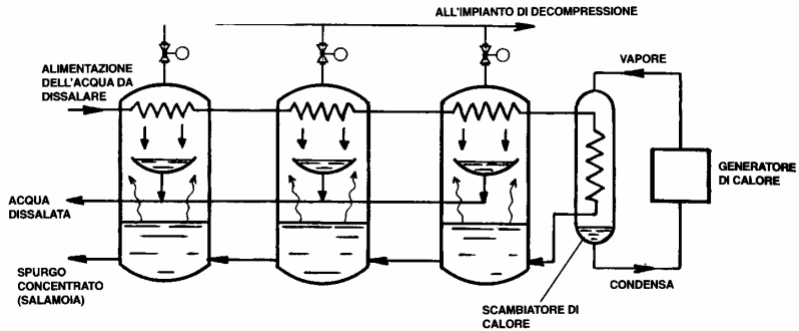 ALL'IMPIANTO DI DECOMPRESSIONE
ALIMENTAZIONE
DELL'ACQUA DA
DISSALARE
VAPORE
GENERATORE
DI CALORE
ACQUA
DISSALATA
SPURGO
CONCENTRATO
(SALAMOIA)
CONDENSA
SCAMBIATORE DI
CALORE